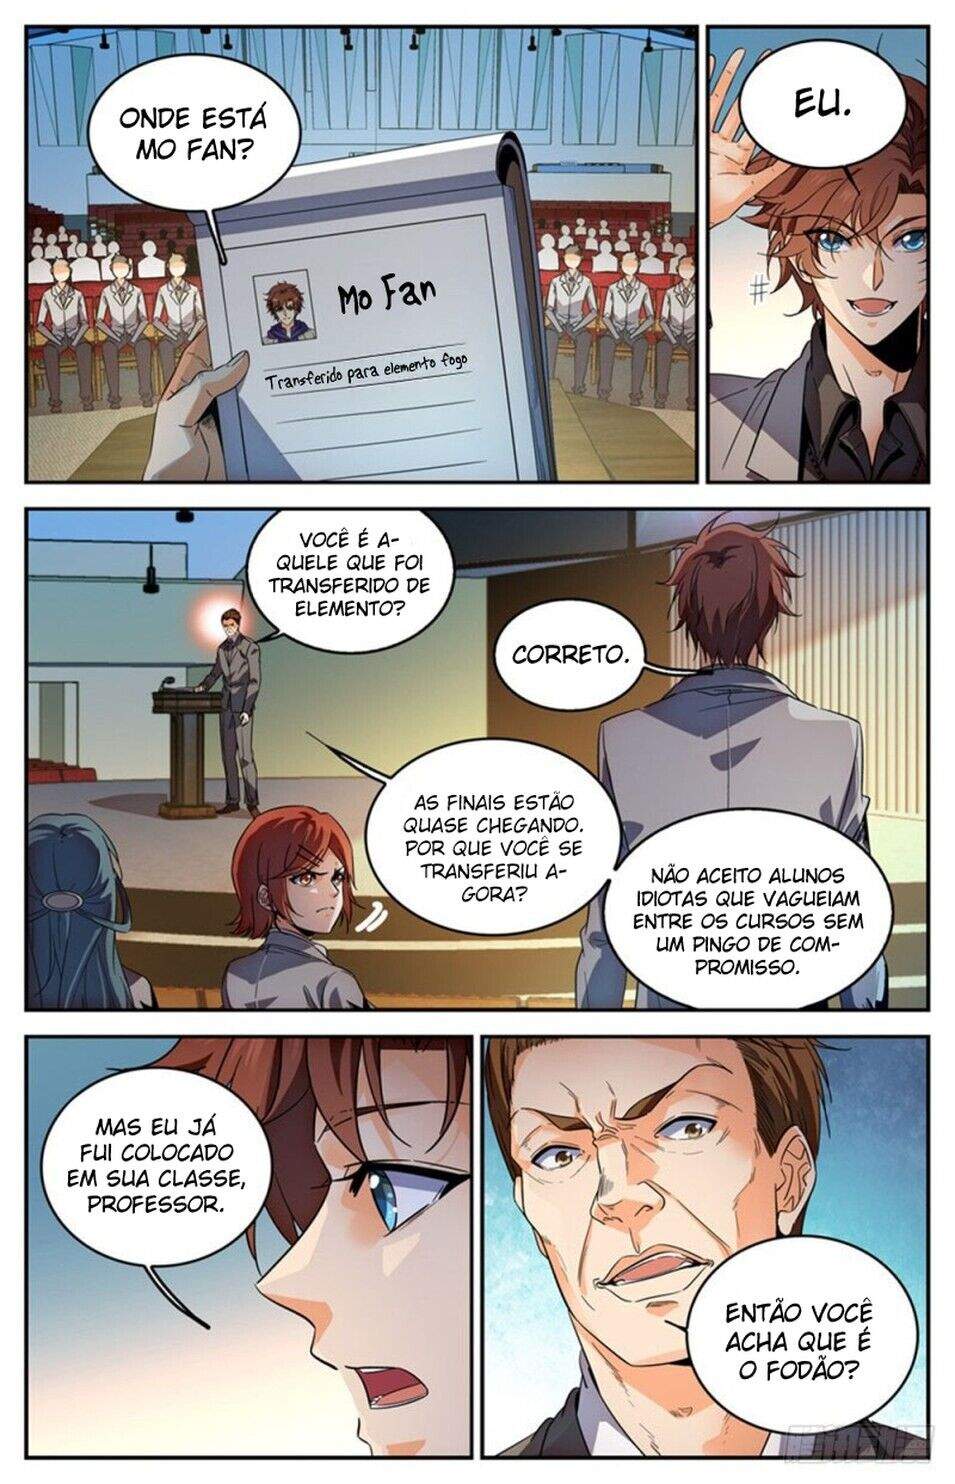 ONDE ESTÁ
MO FAN?
Mo Fan
Transferido para elemento fogo
EU.
VOCÊ É A-
QUELE QUE FOI
TRANSFERIDO DE
ELEMENTO?
CORRETO.
AS FINAIS ESTÃO
QUASE CHEGANDO.
POR QUE VOCÊ SE
TRANSFERIU A-
GORA?
NÃO ACEITO ALUNOS
IDIOTAS QUE VAGUEIAM
ENTRE OS CURSOS SEM
UM PINGO DE COM-
PROMISSO.
MAS EU JÁ
FUI COLOCADO
EM SUA CLASSE,
PROFESSOR.
ENTÃO VOCÊ
ACHA QUE É
O FODÃO?